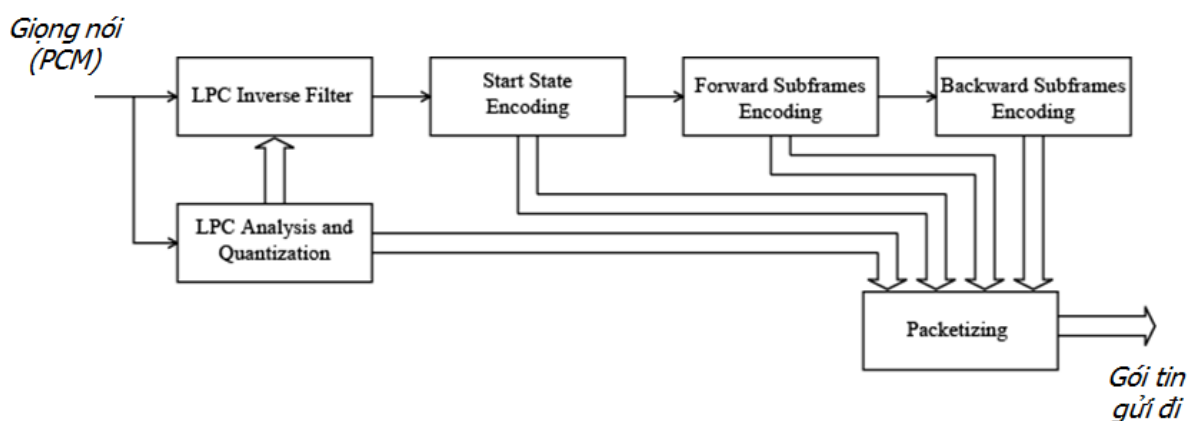 Giọng nói
(PCM)
LPC Inverse Filter
Start State
Encoding
Forward Subframes
Encoding
Backward Subframes
Encoding
LPC Analysis and
Quantization
Packetizing
Gói tin
gửi đi